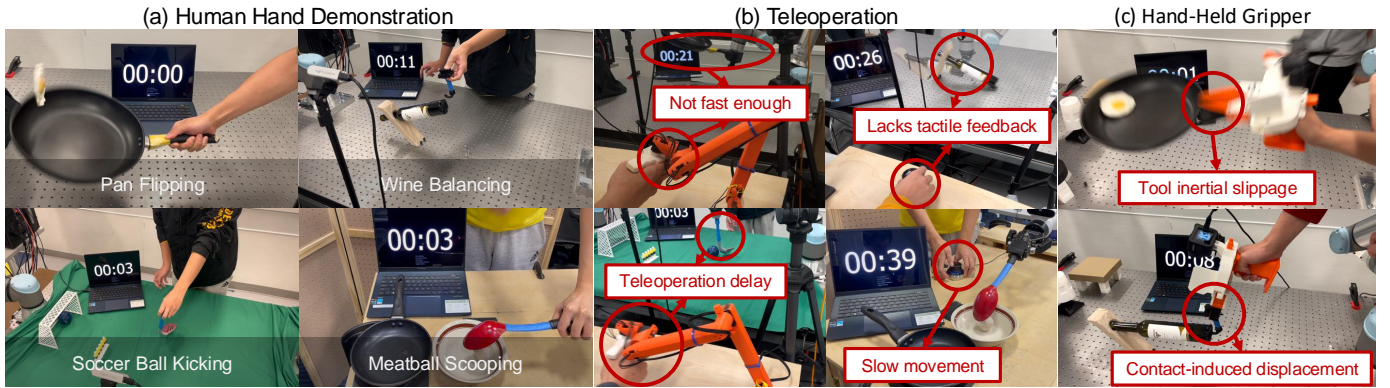 (a) Human Hand Demonstration
(b) Teleoperation
(c) Hand-Held Gripper
00:00
Pan Flipping
00:11
Wine Balancing
00:21
Not fast enough
00:26
Lacks tactile feedback
:01
Tool inertial slippage
00:03
Soccer Ball Kicking
00:03
Meatball Scooping
00:03
Teleoperation delay
00:39
Slow movement
00:08
Contact-induced displacement